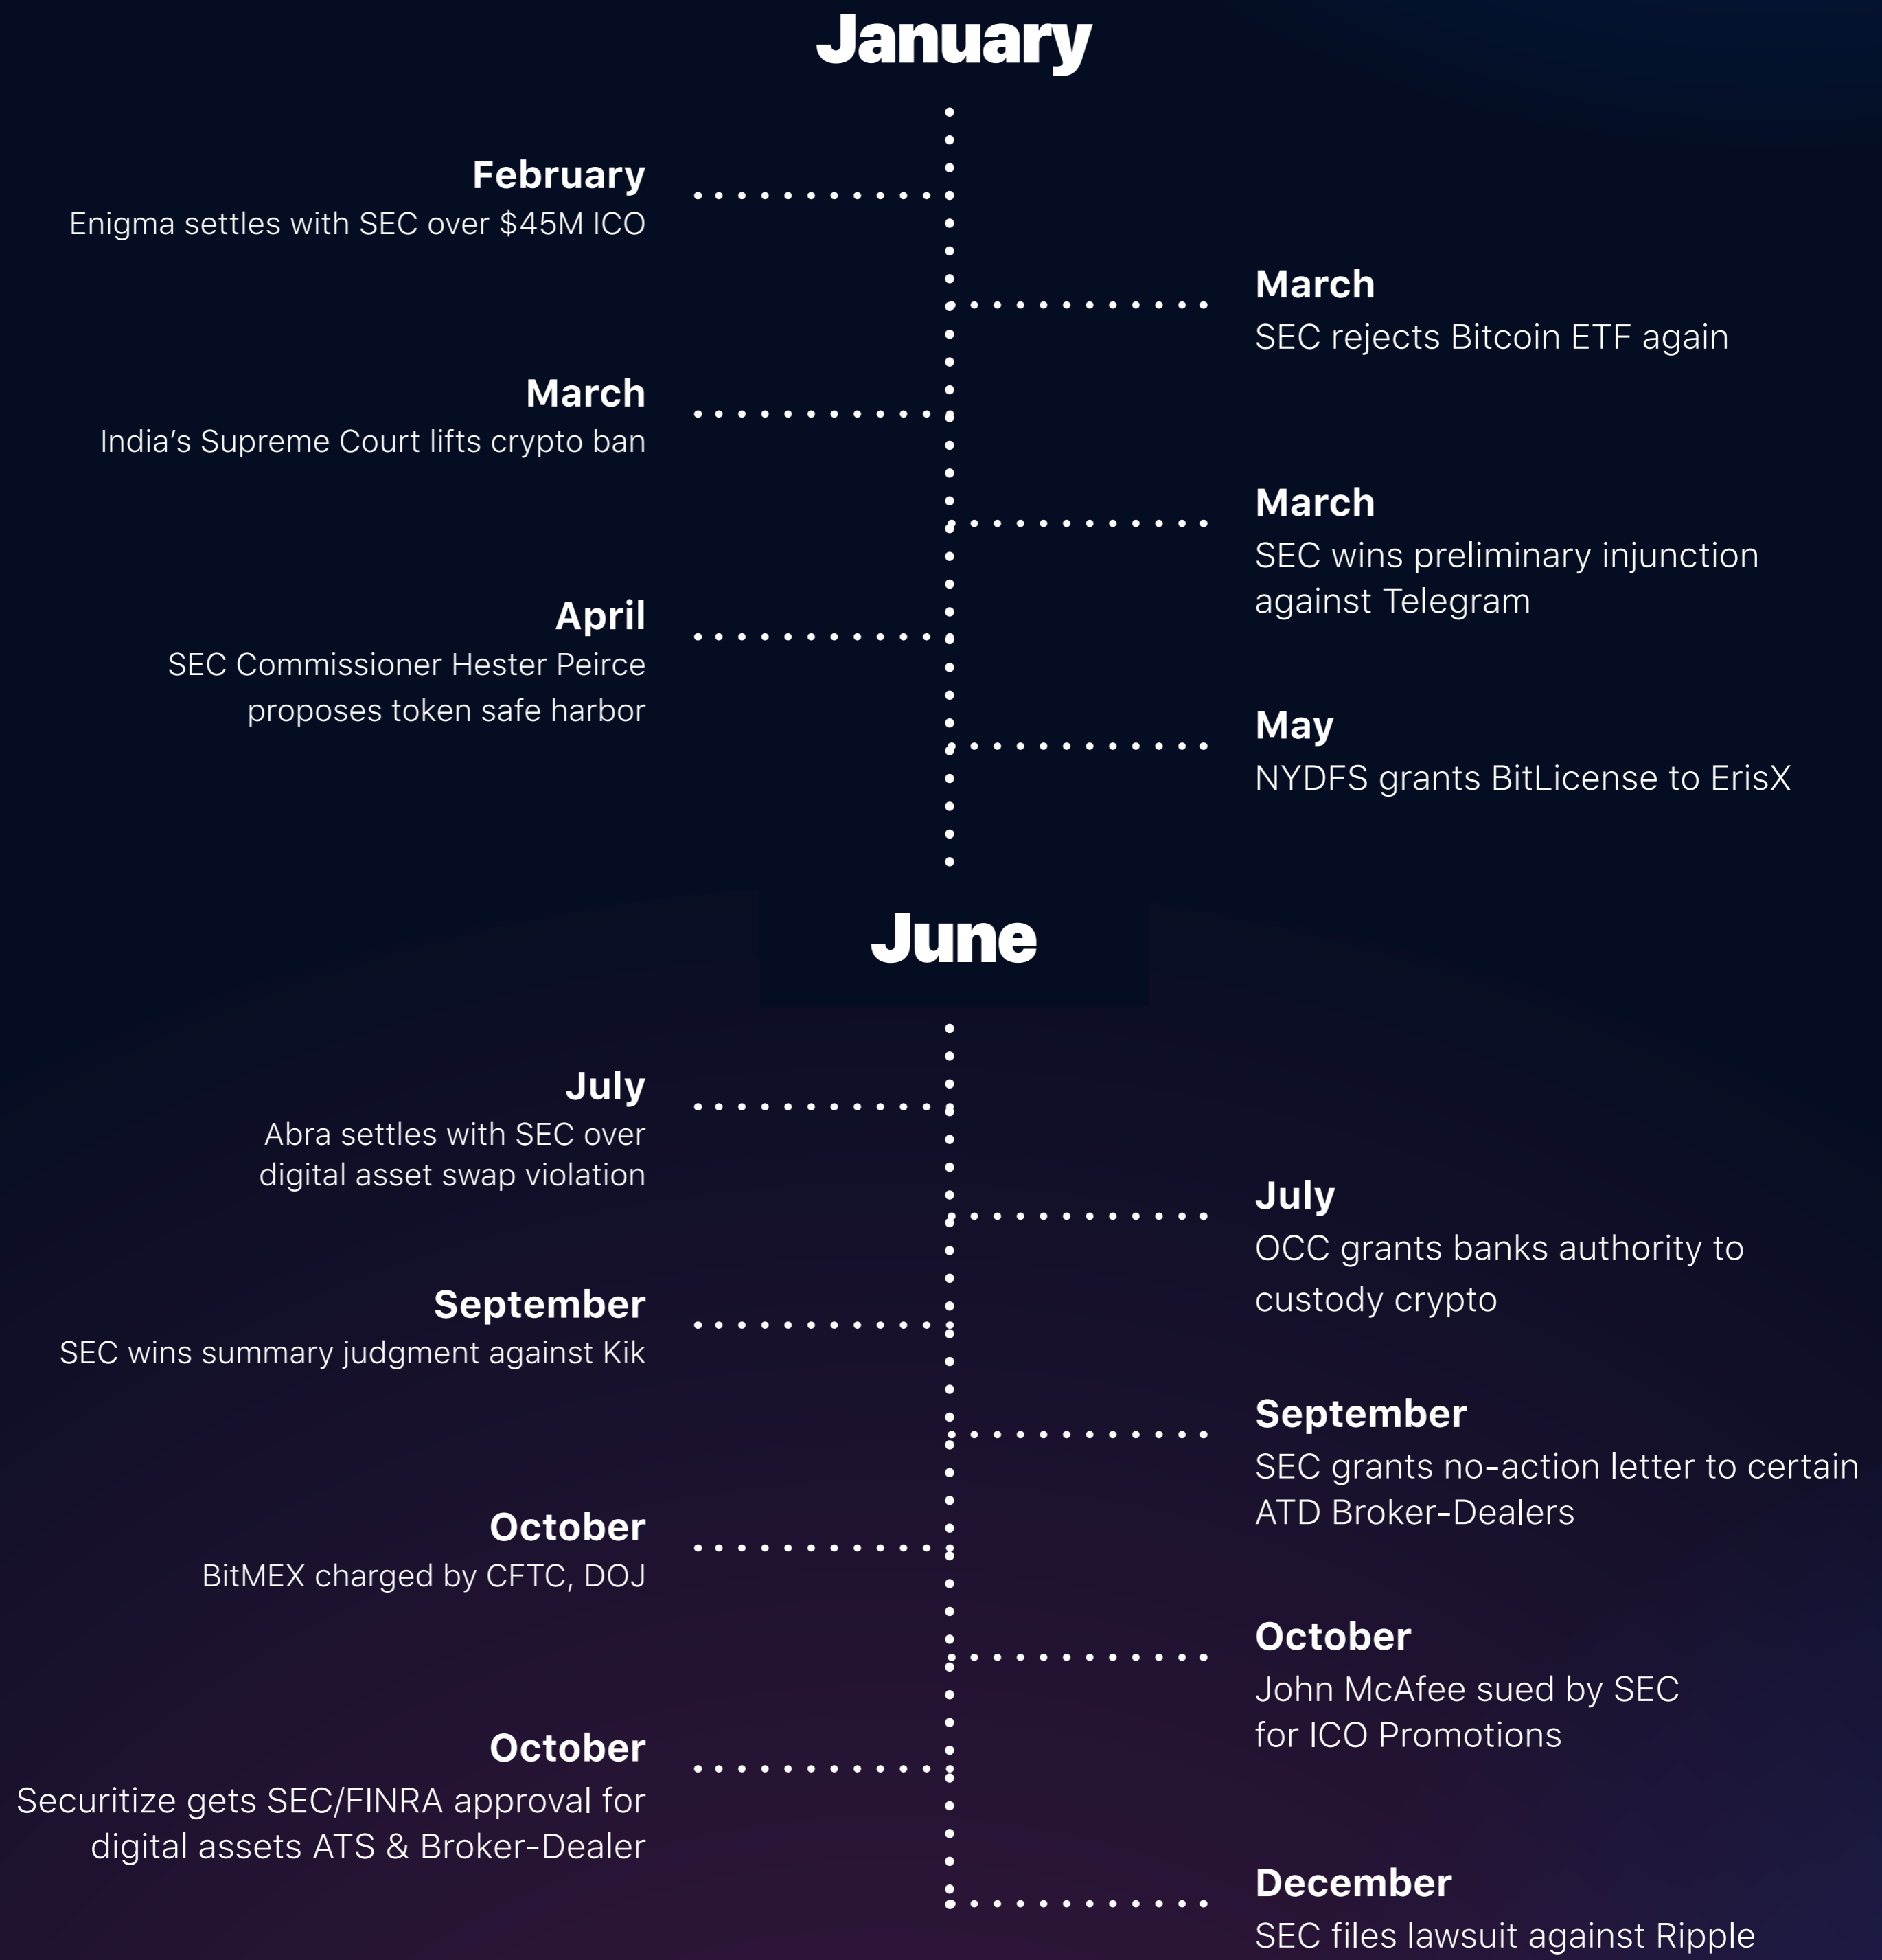 January
February
Enigma settles with SEC over $45M ICO
March
SEC rejects Bitcoin ETF again
March
India’s Supreme Court lifts crypto ban
March
SEC wins preliminary injunction
against Telegram
April
SEC Commissioner Hester Peirce
proposes token safe harbor
May
NYDFS grants BitLicense to ErisX
June
July
Abra settles with SEC over
digital asset swap violation
July
OCC grants banks authority to
custody crypto
September
SEC wins summary judgment against Kik
September
SEC grants no-action letter to certain
ATD Broker-Dealers
October
BitMEX charged by CFTC, DOJ
October
John McAfee sued by SEC
for ICO Promotions
October
Securitize gets SEC/FINRA approval for
digital assets ATS & Broker-Dealer
December
SEC files lawsuit against Ripple